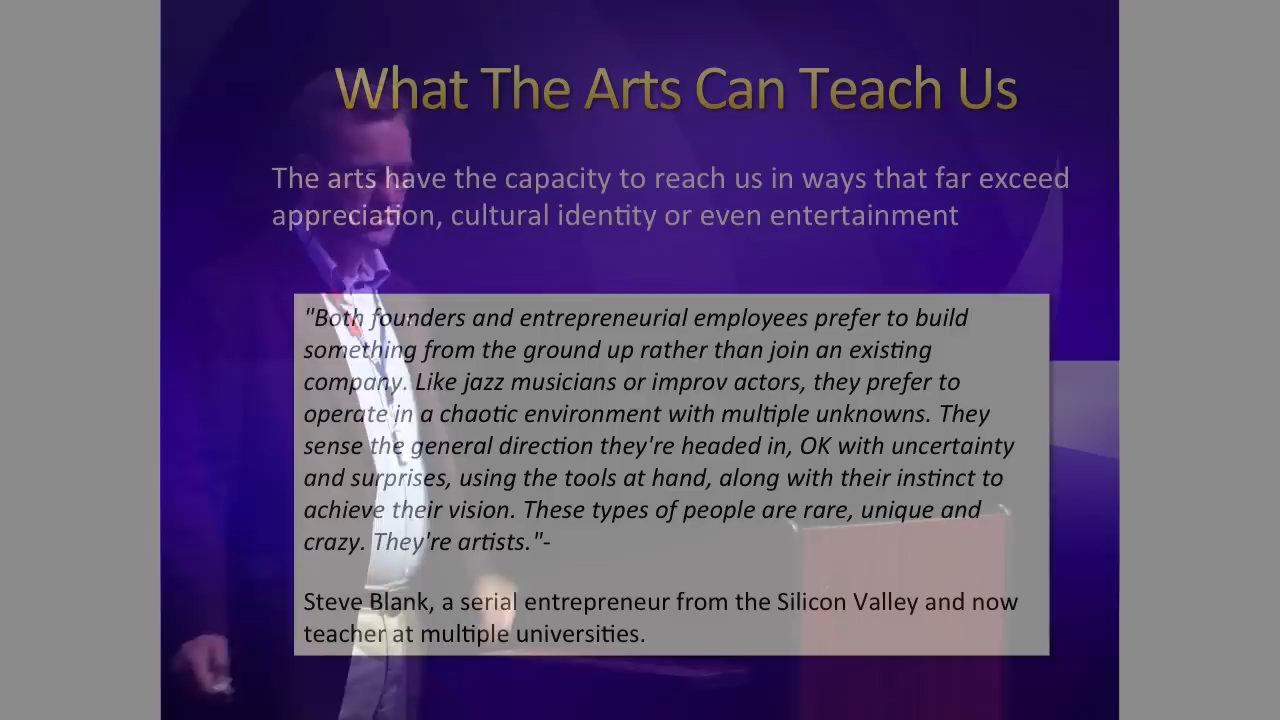 What The Arts Can Teach Us
The arts have the capacity to reach us in ways that far exceed
appreciation, cultural identity or even entertainment
"Both founders and entrepreneurial employees prefer to build
something from the ground up rather than join an existing
company. Like jazz musicians or improv actors, they prefer to
operate in a chaotic environment with multiple unknowns. They
sense the general direction they're headed in, OK with uncertainty
and surprises, using the tools at hand, along with their instinct to
achieve their vision. These types of people are rare, unique and
crazy. They're artists."-
Steve Blank, a serial entrepreneur from the Silicon Valley and now
teacher at multiple universities.